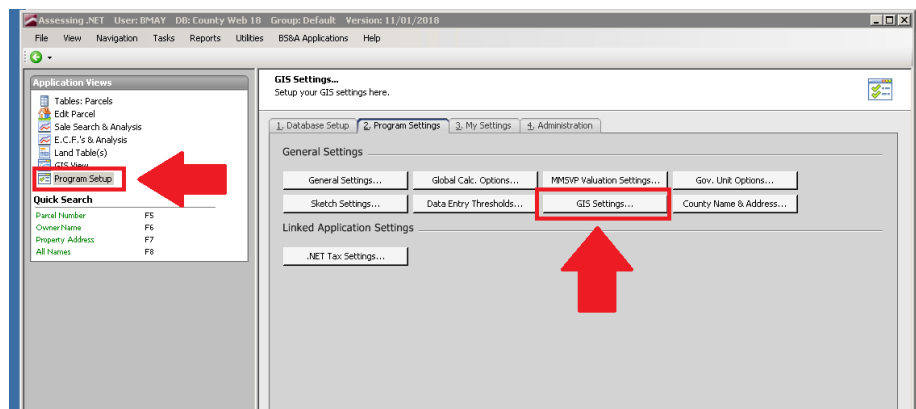 Assessing .NET User: BMAY DB: County Web 18 Group: Default Version: 11/01/2018
File View Navigation Tasks Reports Utilities BS&A Applications Help
Application Views
Tables: Parcels
Edit Parcel
Sale Search & Analysis
E.C.F.'s & Analysis
Land Table(s)
GIS View
Program Setup
Quick Search
Parcel Number F5
Owner Name F6
Property Address F7
All Names F8
GIS Settings...
Setup your GIS settings here.
1. Database Setup 2. Program Settings 3. My Settings 4. Administration
General Settings
General Settings... Global Calc. Options... MMSVP Valuation Settings... Gov. Unit Options...
Sketch Settings... Data Entry Thresholds... GIS Settings... County Name & Address...
Linked Application Settings
.NET Tax Settings...